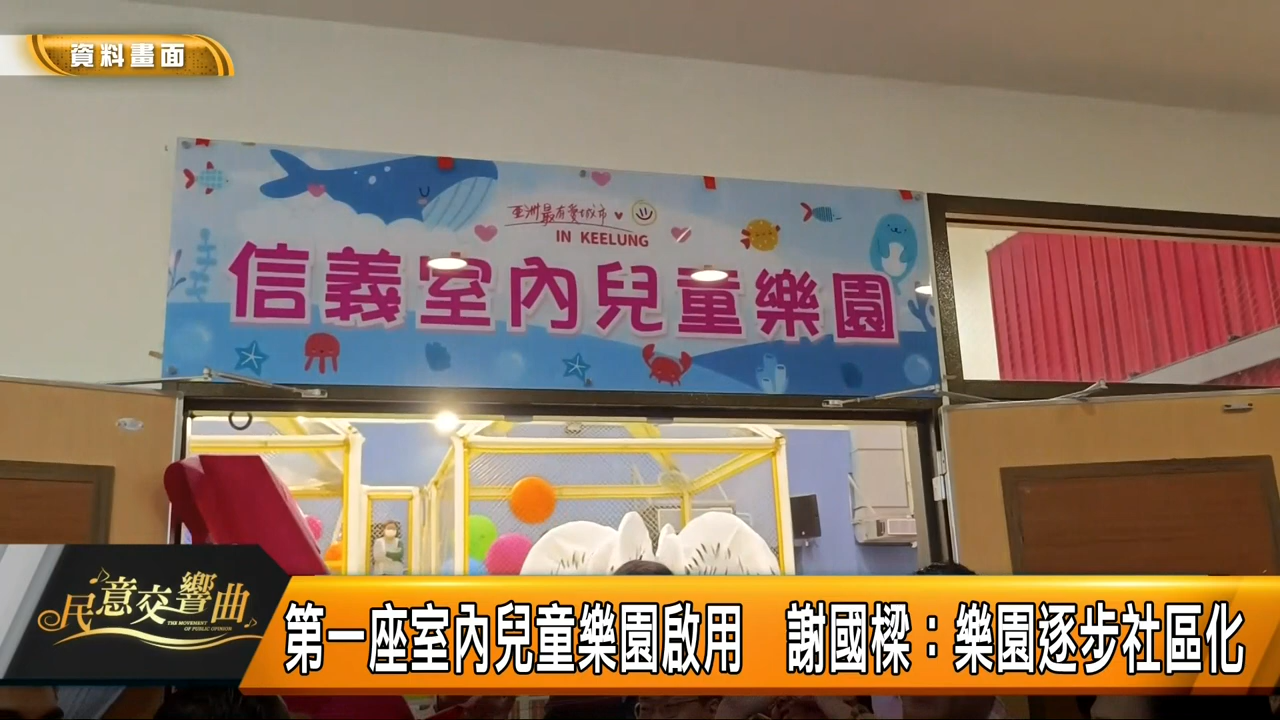 資料畫面
亞洲最有愛城市
IN KEELUNG
信義室內兒童樂園
民意交響曲
THE MOVEMENT
OF PUBLIC OPINION
第一座室內兒童樂園啟用 謝國樑：樂園逐步社區化